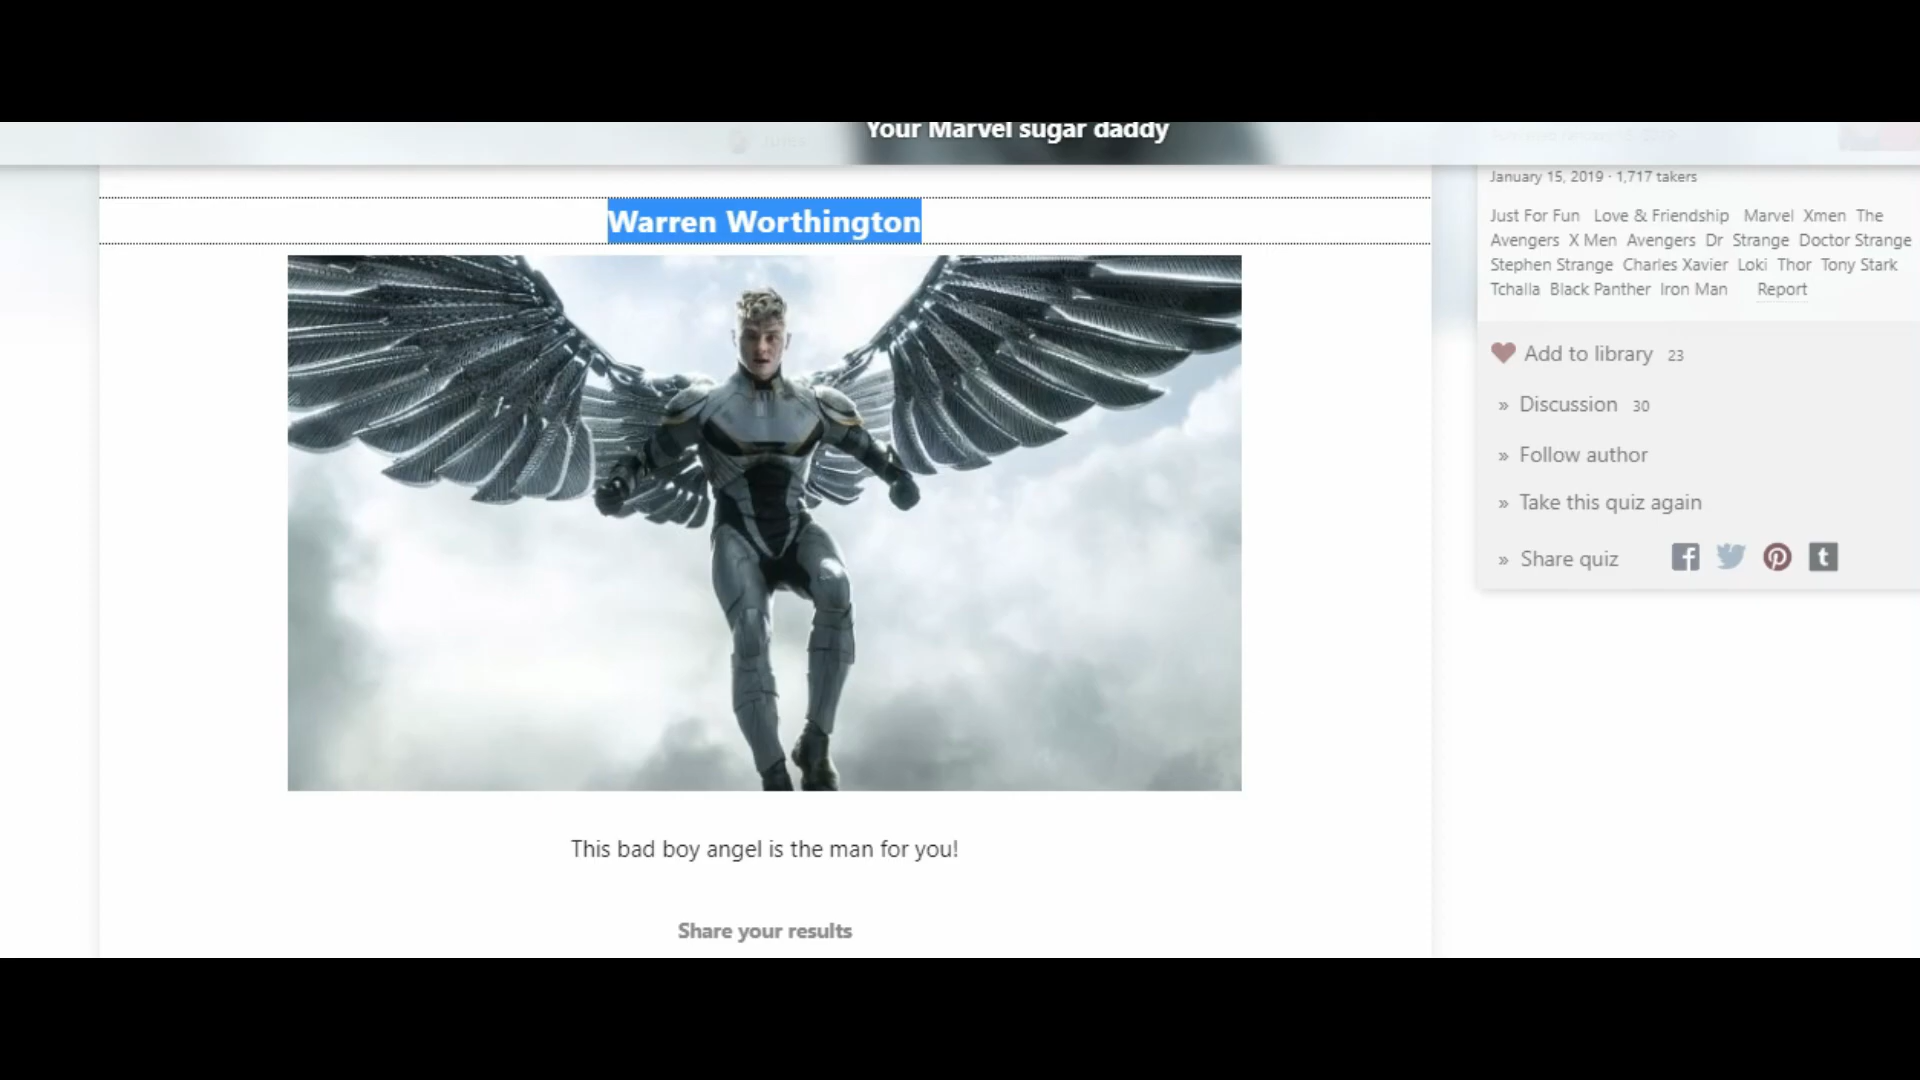 Your Marvel sugar daddy
January 15, 2019 · 1,717 takers
Warren Worthington
Just For Fun Love & Friendship Marvel Xmen The
Avengers X Men Avengers Dr Strange Doctor Strange
Stephen Strange Charles Xavier Loki Thor Tony Stark
Tchalla Black Panther Iron Man Report
Add to library 23
» Discussion 30
» Follow author
» Take this quiz again
» Share quiz
This bad boy angel is the man for you!
Share your results